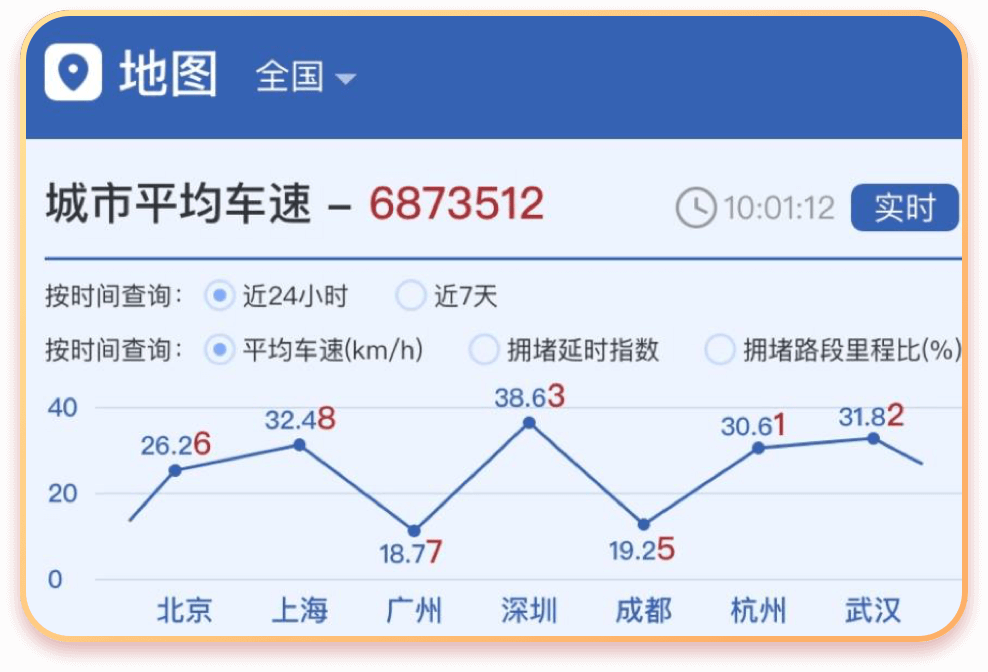 地图 全国
城市平均车速 – 6873512 10:01:12 实时
按时间查询： 近24小时 近7天
按时间查询： 平均车速(km/h) 拥堵延时指数 拥堵路段里程比(%)
40 26.26 32.48 38.63 30.61 31.82
20
18.77 19.25
0
北京 上海 广州 深圳 成都 杭州 武汉